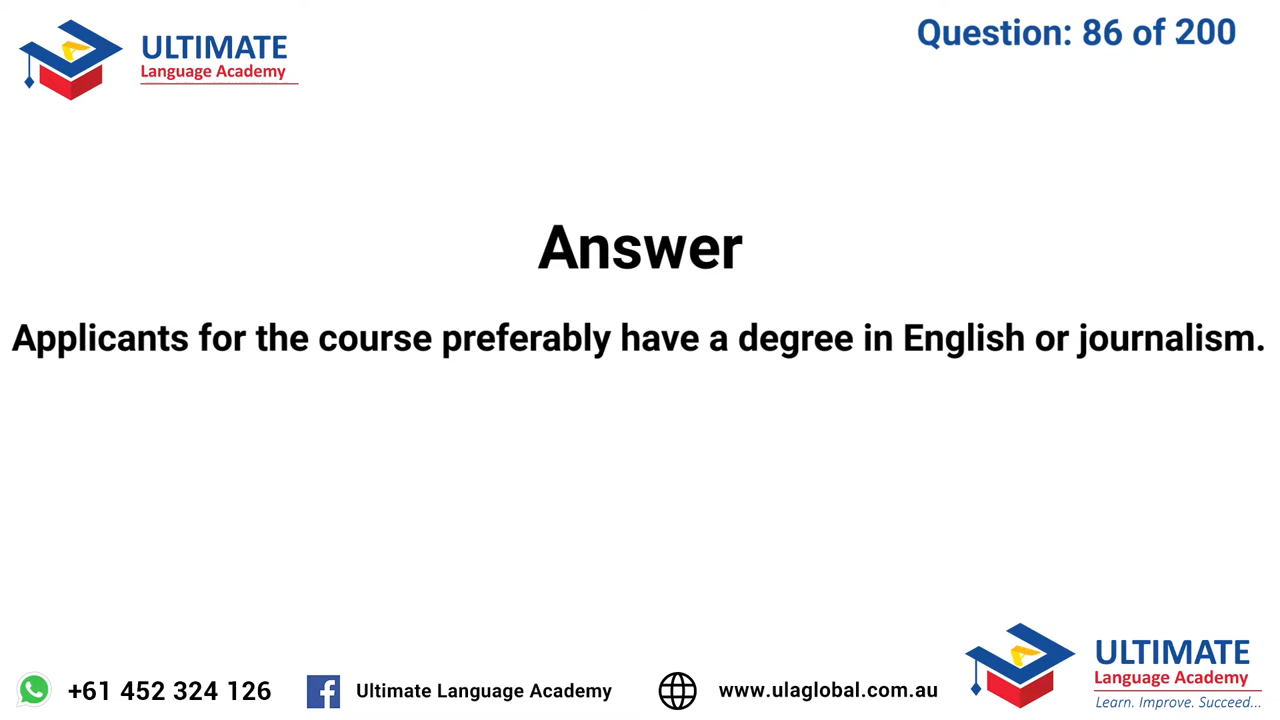 ULTIMATE
Language Academy
Question: 86 of 200
Answer
Applicants for the course preferably have a degree in English or journalism.
+61 452 324 126
Ultimate Language Academy
www.ulaglobal.com.au
ULTIMATE
Language Academy
Learn. Improve. Succeed...